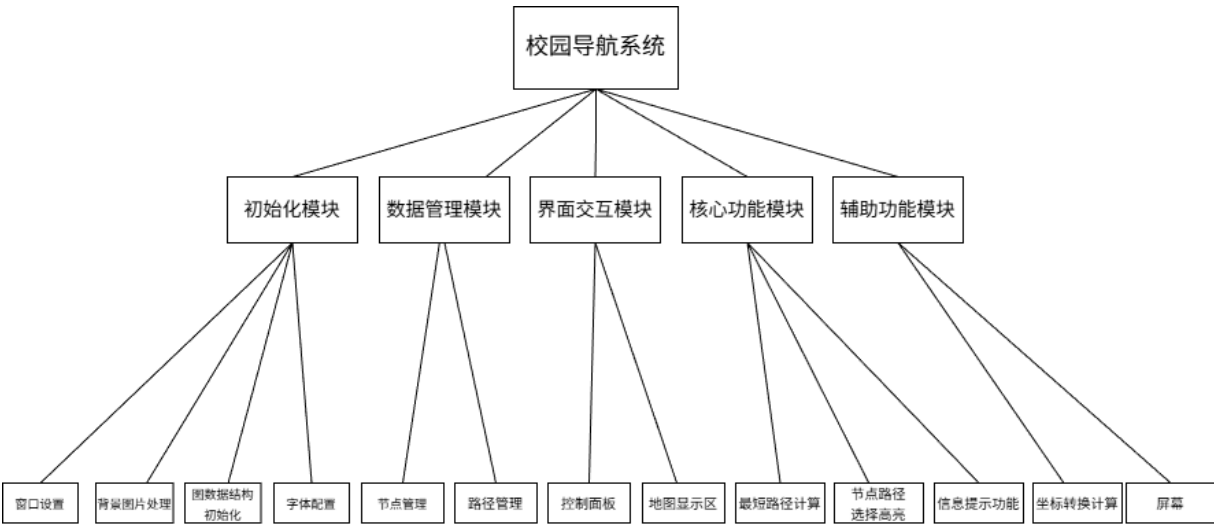 校园导航系统
初始化模块
数据管理模块
界面交互模块
核心功能模块
辅助功能模块
窗口设置
背景图片处理
图数据结构
初始化
字体配置
节点管理
路径管理
控制面板
地图显示区
最短路径计算
节点路径
选择高亮
信息提示功能
坐标转换计算
屏幕